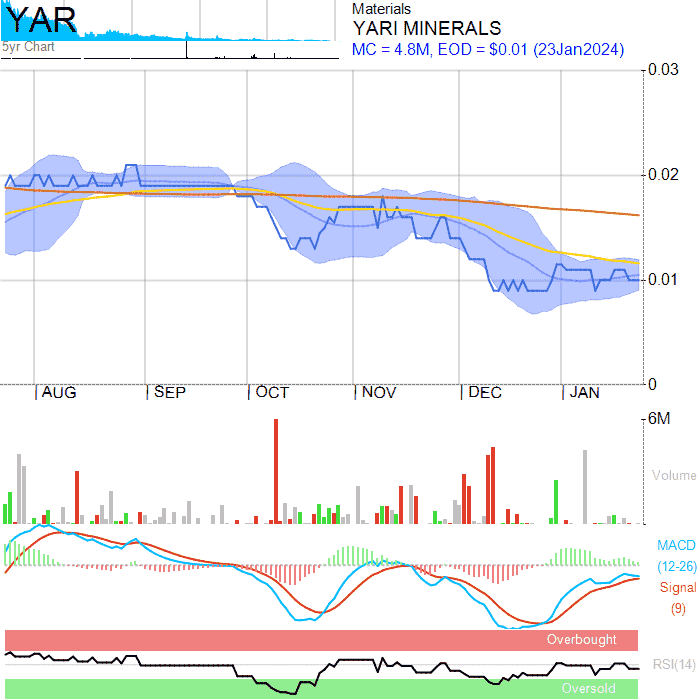 YAR
5yr Chart
Materials
YARI MINERALS
MC = 4.8M, EOD = $0.01 (23Jan2024)
0.03
0.02
0.01
0
AUG
SEP
OCT
NOV
DEC
JAN
6M
Volume
MACD
(12-26)
Signal
(9)
Overbought
RSI(14)
Oversold